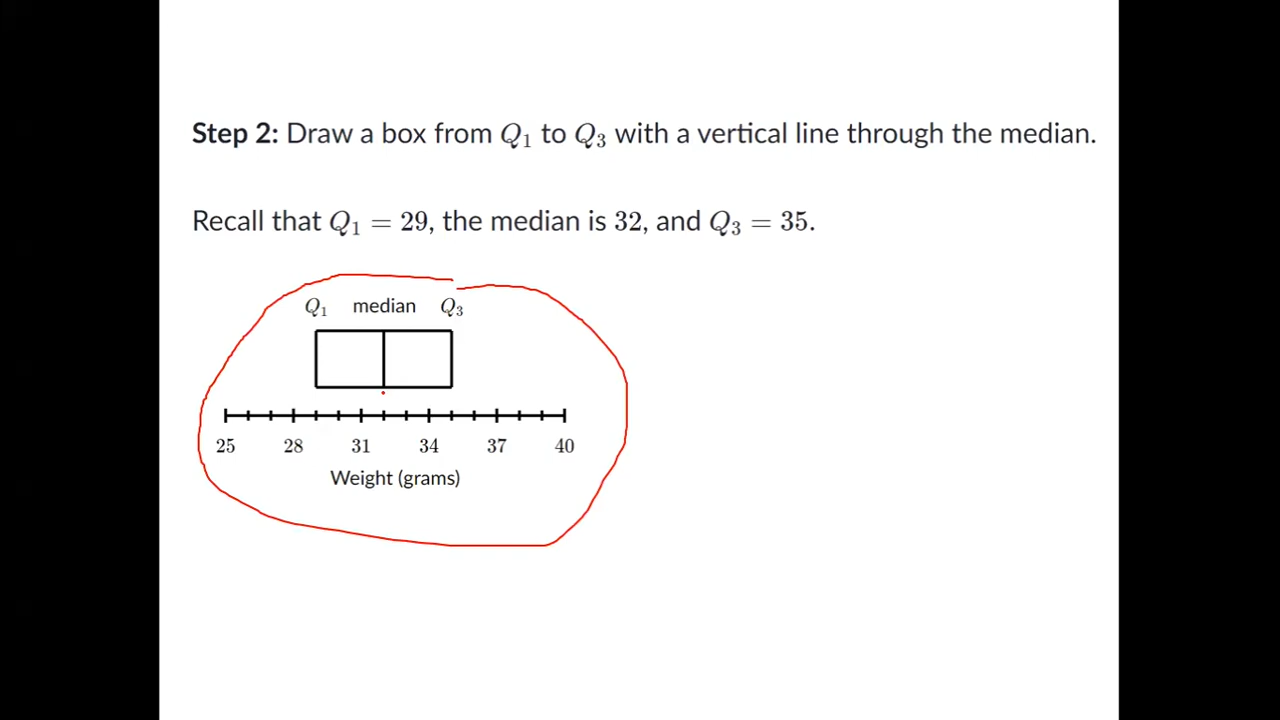 Step 2: Draw a box from Q₁ to Q₃ with a vertical line through the median.
Recall that Q₁ = 29, the median is 32, and Q₃ = 35.
Q₁ median Q₃
25 28 31 34 37 40
Weight (grams)